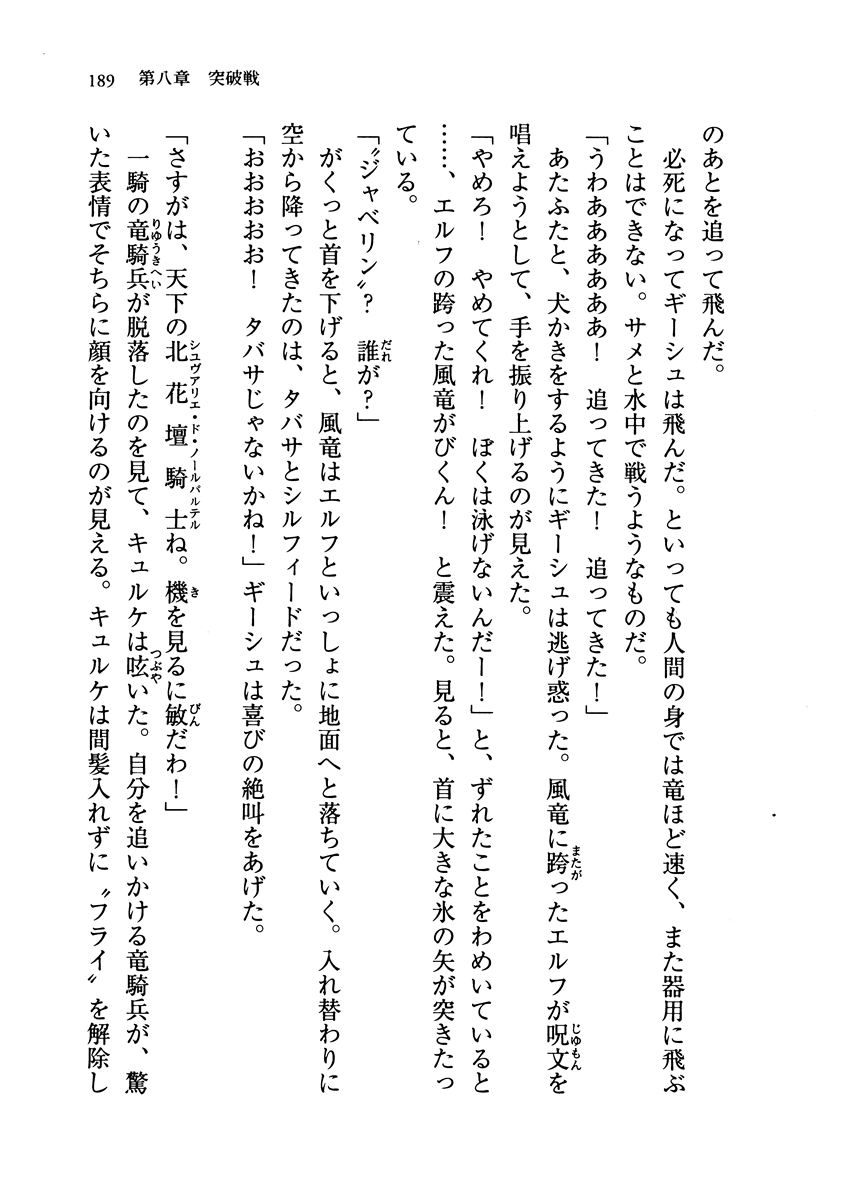 189　第八章　突破戦
のあとを追って飛んだ。
　必死になってギーシュは飛んだ。といっても人間の身では竜ほど速く、また器用に飛ぶ
ことはできない。サメと水中で戦うようなものだ。
「うわああああああ！　追ってきた！　追ってきた！」
　あたふたと、犬かきをするようにギーシュは逃げ惑った。風竜に跨ったエルフが呪文を
唱えようとして、手を振り上げるのが見えた。
「やめろ！　やめてくれ！　ぼくは泳げないんだー！」と、ずれたことをわめいていると
……、エルフの跨った風竜がびくん！　と震えた。見ると、首に大きな氷の矢が突きたっ
ている。
「〝ジャベリン〟？　誰が？」
　がくっと首を下げると、風竜はエルフといっしょに地面へと落ちていく。入れ替わりに
空から降ってきたのは、タバサとシルフィードだった。
「おおおおお！　タバサじゃないかね！」ギーシュは喜びの絶叫をあげた。
「さすがは、天下の北花壇騎士ね。機を見るに敏だわ！」
　一騎の竜騎兵が脱落したのを見て、キュルケは呟いた。自分を追いかける竜騎兵が、驚
いた表情でそちらに顔を向けるのが見える。キュルケは間髪入れずに〝フライ〟を解除し